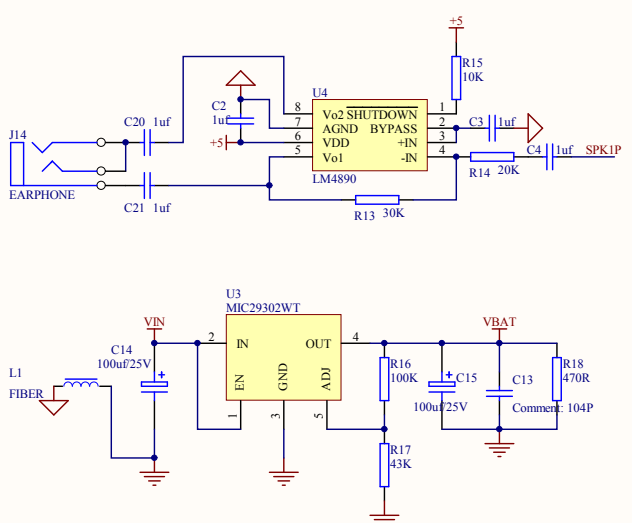 +5
R15
10K
U4
C20 1uf
C2
1uf
8
7
6
5
Vo2 SHUTDOWN
AGND BYPASS
VDD +IN
Vo1 -IN
1
2
3
4
C3 1uf
J14
+5
EARPHONE
LM4890
C4 1uf SPK1P
R14 20K
C21 1uf
R13 30K
U3
MIC29302WT
VIN
VBAT
C14
100uf/25V
2
IN OUT
4
EN
GND
ADJ
1
3
5
L1
FIBER
R16
100K
C15
100uf/25V
C13
Comment: 104P
R18
470R
R17
43K